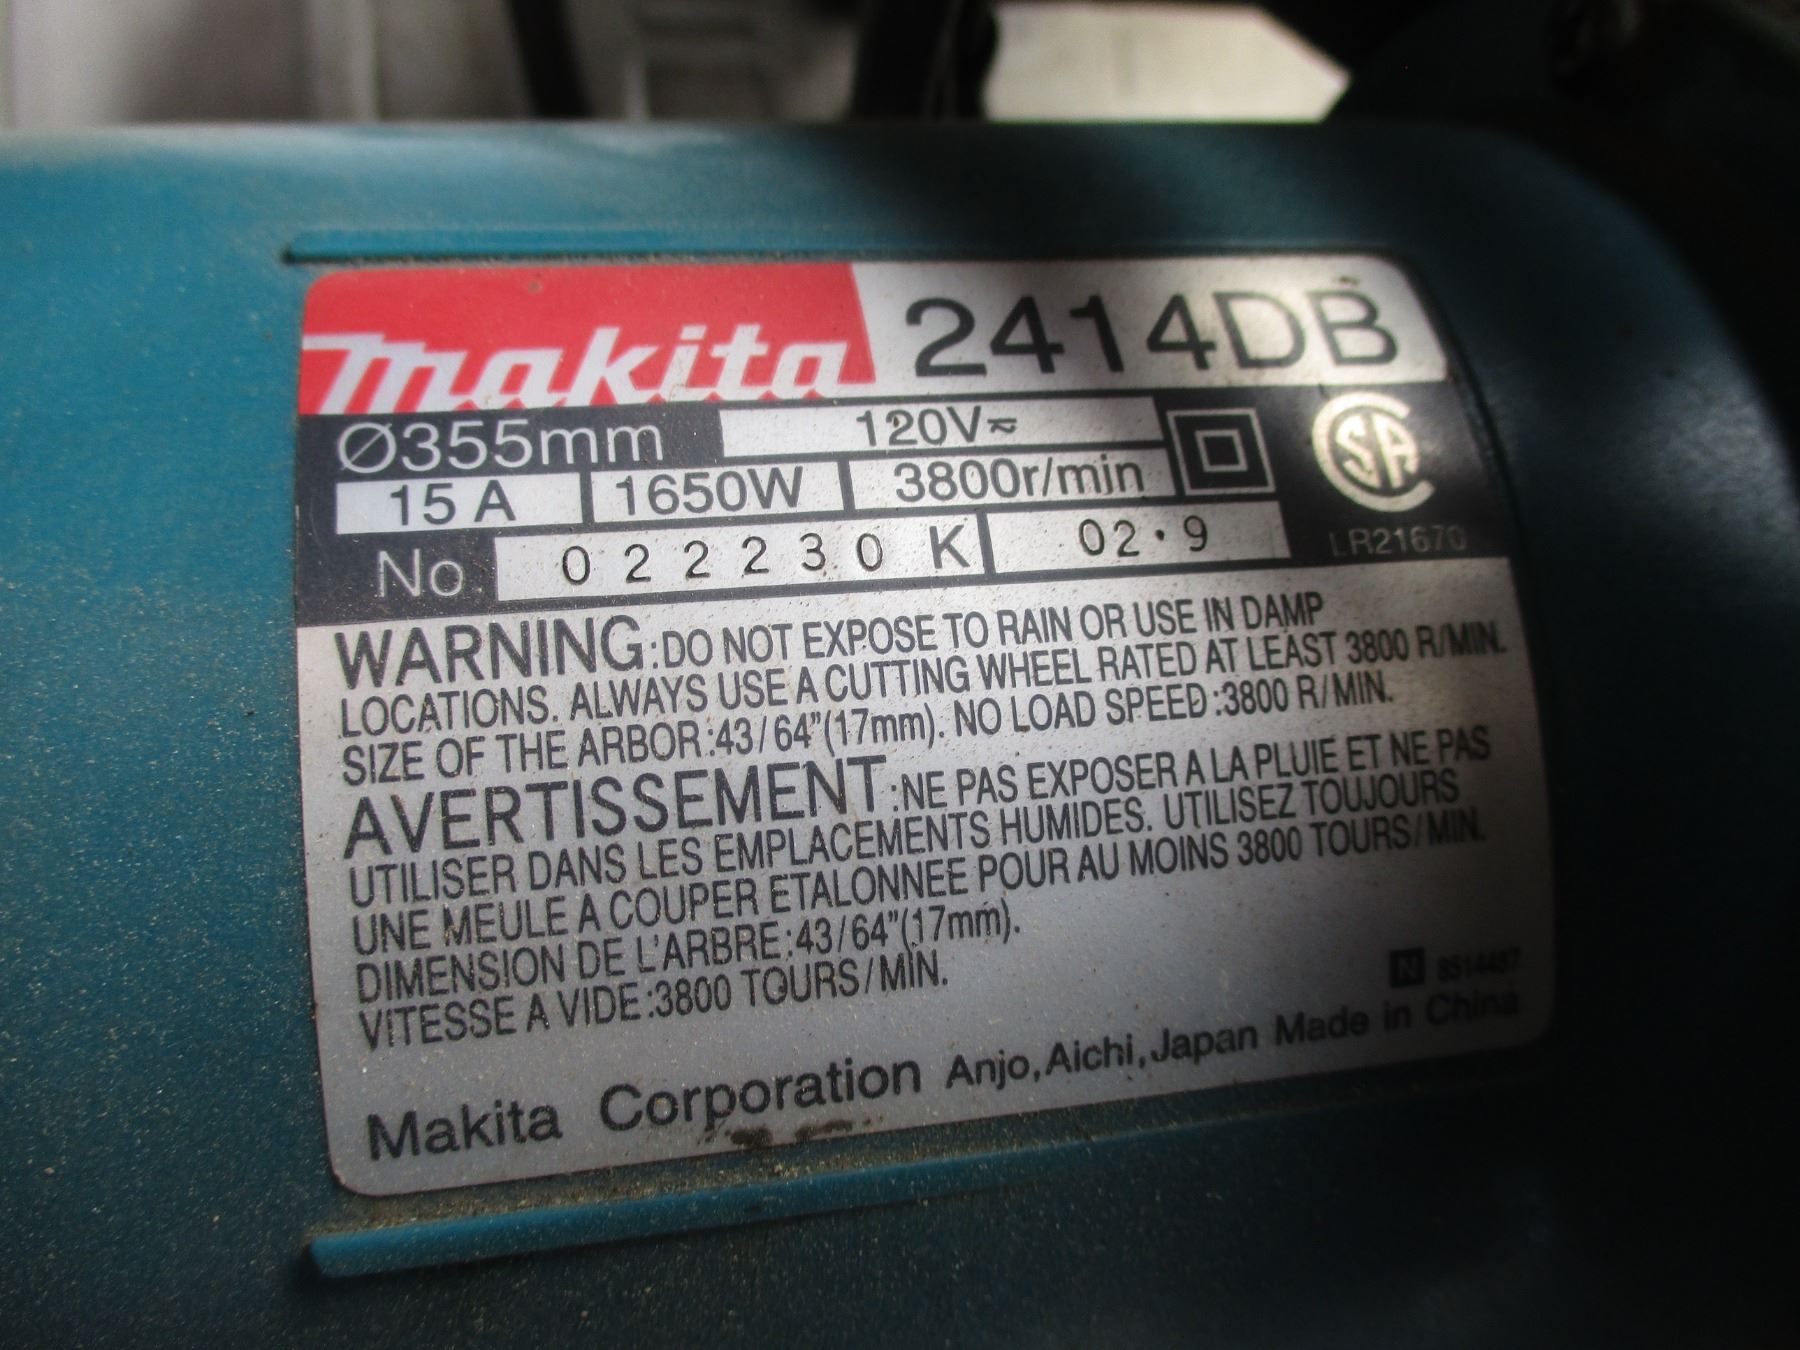 Makita 2414DB
Ø355mm 120V⎓
15A 1650W 3800r/min
No 022230 K 02・9
LR21670
WARNING:DO NOT EXPOSE TO RAIN OR USE IN DAMP
LOCATIONS. ALWAYS USE A CUTTING WHEEL RATED AT LEAST 3800 R/MIN.
SIZE OF THE ARBOR:43/64"(17mm). NO LOAD SPEED:3800 R/MIN.
AVERTISSEMENT:NE PAS EXPOSER A LA PLUIE ET NE PAS
UTILISER DANS LES EMPLACEMENTS HUMIDES. UTILISEZ TOUJOURS
UNE MEULE A COUPER ETALONNEE POUR AU MOINS 3800 TOURS/MIN.
DIMENSION DE L'ARBRE:43/64"(17mm).
VITESSE A VIDE:3800 TOURS/MIN.
N
Makita Corporation Anjo,Aichi,Japan Made in China